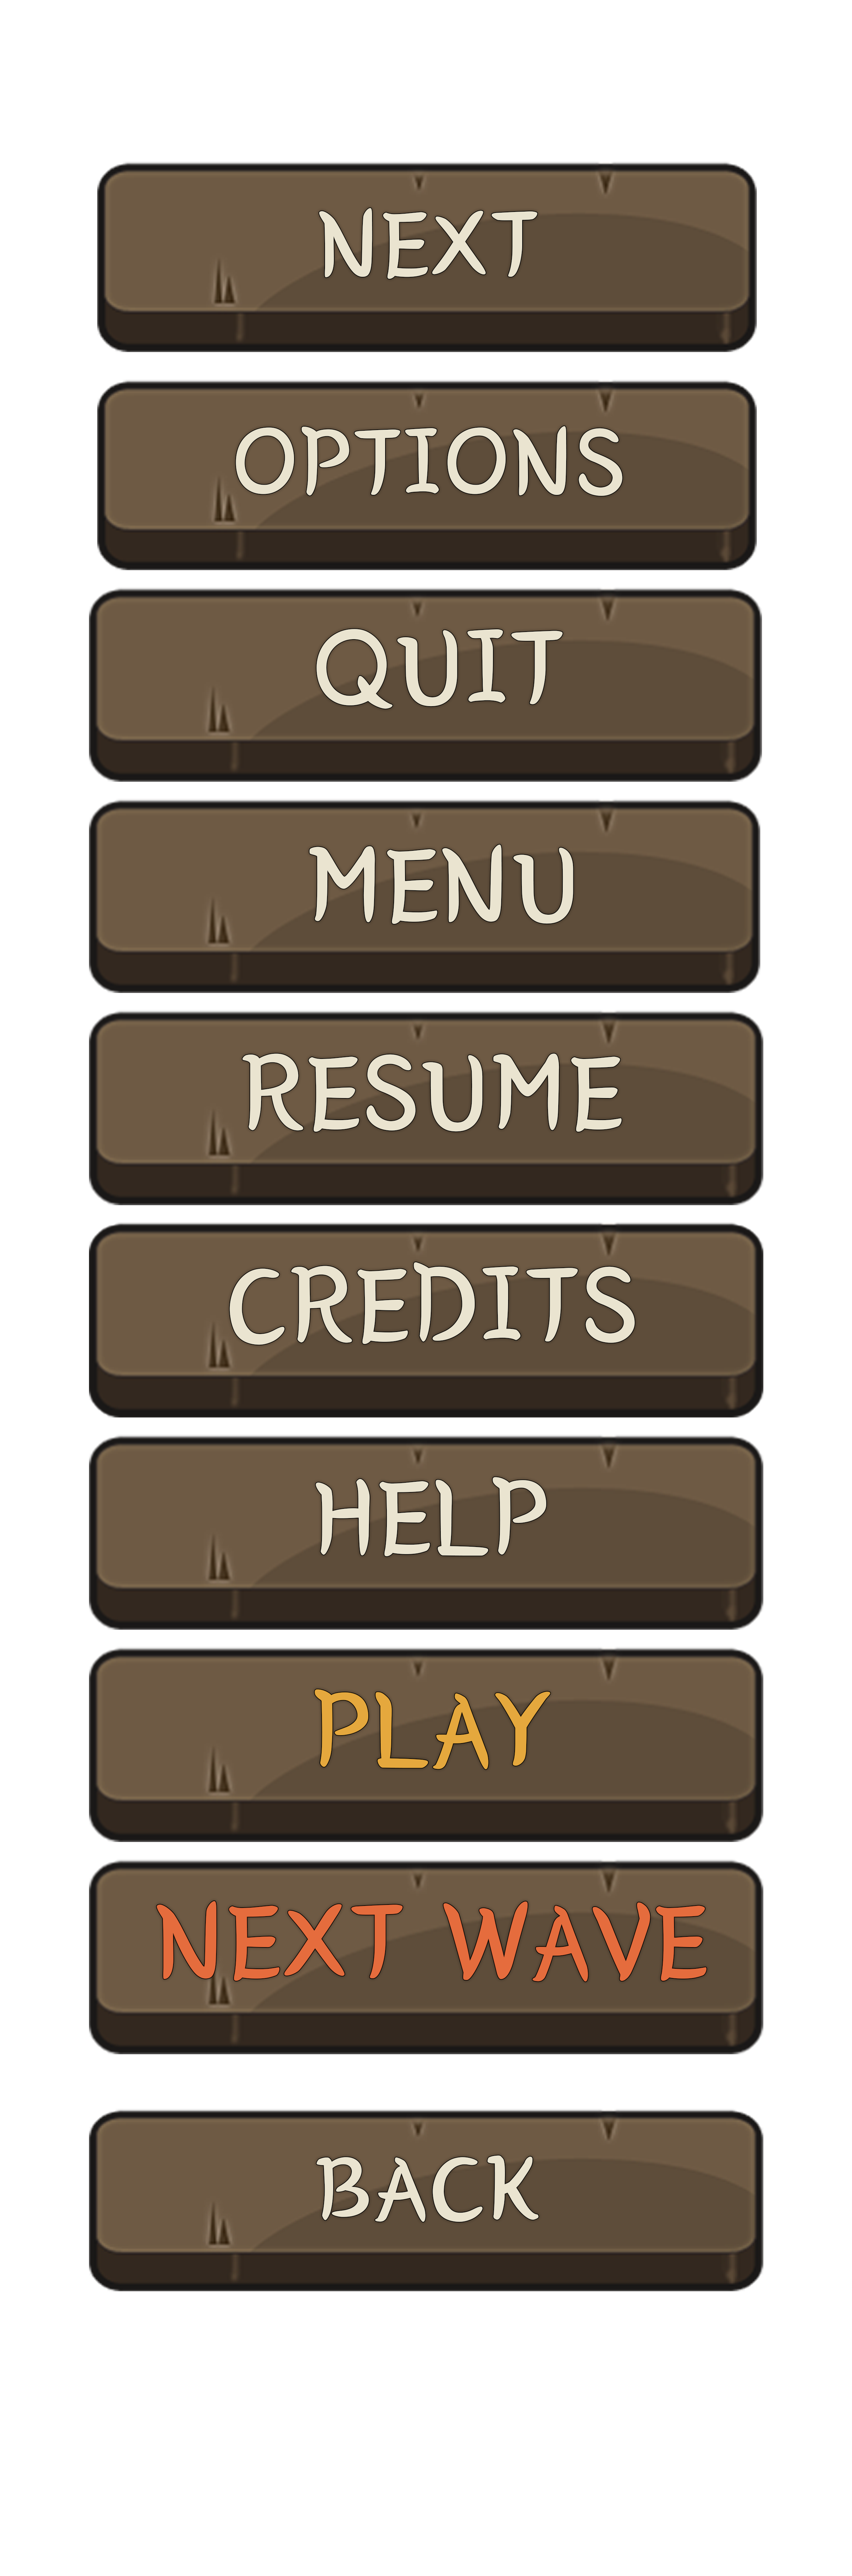 NEXT
OPTIONS
QUIT
MENU
RESUME
CREDITS
HELP
PLAY
NEXT WAVE
BACK